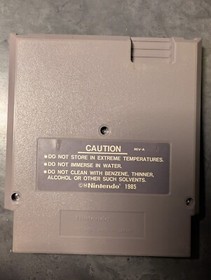 CAUTION REV-A
• DO NOT STORE IN EXTREME TEMPERATURES.
• DO NOT IMMERSE IN WATER.
• DO NOT CLEAN WITH BENZENE, THINNER,
ALCOHOL OR OTHER SUCH SOLVENTS.
©®Nintendo 1985